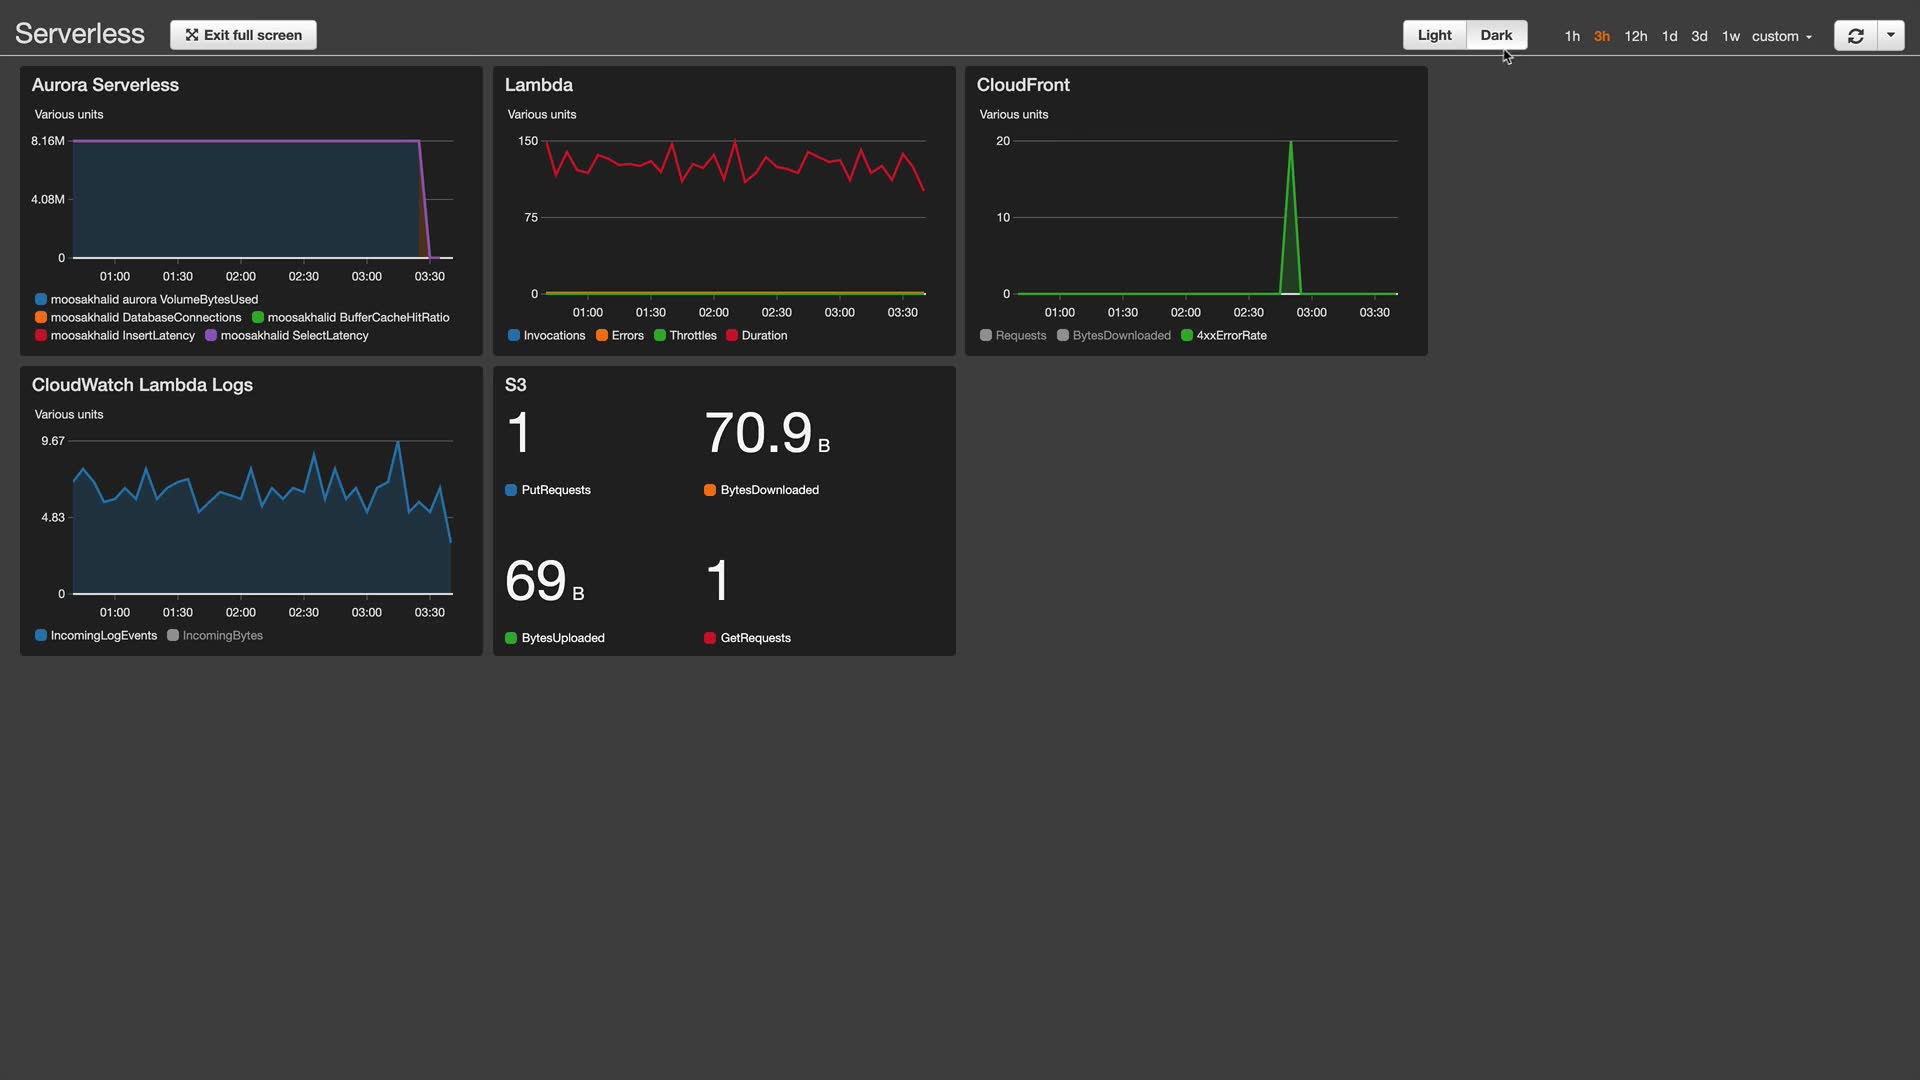 Serverless Exit full screen Light Dark 1h 3h 12h 1d 3d 1w custom
Aurora Serverless
Various units
8.16M
4.08M
0
01:00 01:30 02:00 02:30 03:00 03:30
moosakhalid aurora VolumeBytesUsed
moosakhalid DatabaseConnections moosakhalid BufferCacheHitRatio
moosakhalid InsertLatency moosakhalid SelectLatency
Lambda
Various units
150
75
0
01:00 01:30 02:00 02:30 03:00 03:30
Invocations Errors Throttles Duration
CloudFront
Various units
20
10
0
01:00 01:30 02:00 02:30 03:00 03:30
Requests BytesDownloaded 4xxErrorRate
CloudWatch Lambda Logs
Various units
9.67
4.83
0
01:00 01:30 02:00 02:30 03:00 03:30
IncomingLogEvents IncomingBytes
S3
1 70.9 B
PutRequests BytesDownloaded
69 B 1
BytesUploaded GetRequests